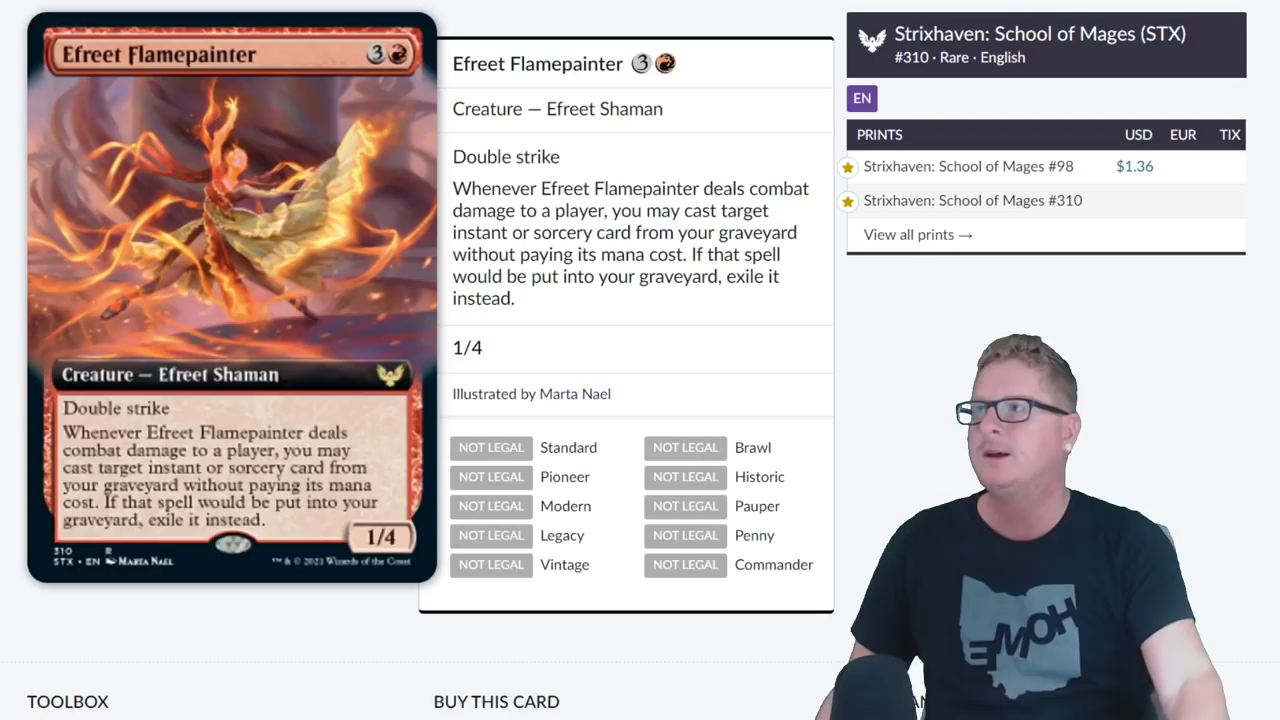 Efreet Flamepainter 3
Creature — Efreet Shaman
Double strike
Whenever Efreet Flamepainter deals
combat damage to a player, you may
cast target instant or sorcery card from
your graveyard without paying its mana
cost. If that spell would be put into your
graveyard, exile it instead.
1/4
310 R
STX • EN MARTA NAEL
™ & © 2021 Wizards of the Coast
Efreet Flamepainter 3
Creature — Efreet Shaman
Double strike
Whenever Efreet Flamepainter deals combat
damage to a player, you may cast target
instant or sorcery card from your graveyard
without paying its mana cost. If that spell
would be put into your graveyard, exile it
instead.
1/4
Illustrated by Marta Nael
NOT LEGAL Standard NOT LEGAL Brawl
NOT LEGAL Pioneer NOT LEGAL Historic
NOT LEGAL Modern NOT LEGAL Pauper
NOT LEGAL Legacy NOT LEGAL Penny
NOT LEGAL Vintage NOT LEGAL Commander
Strixhaven: School of Mages (STX)
#310 · Rare · English
EN
PRINTS USD EUR TIX
Strixhaven: School of Mages #98 $1.36
Strixhaven: School of Mages #310
View all prints →
HOME
TOOLBOX
BUY THIS CARD